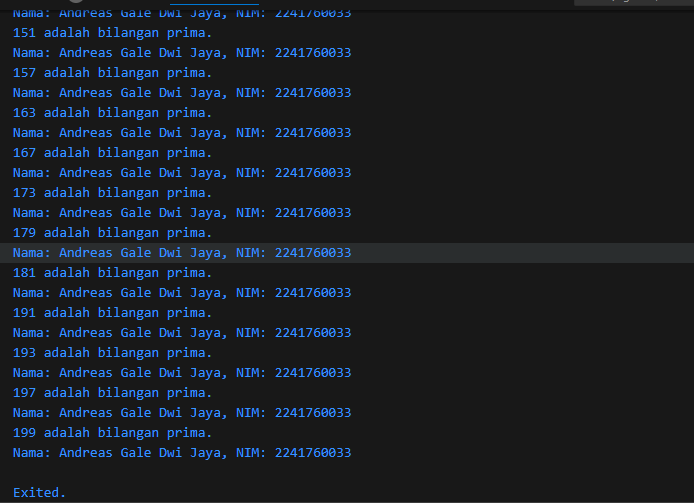 Nama: Andreas Gale Dwi Jaya, NIM: 2241760033
151 adalah bilangan prima.
Nama: Andreas Gale Dwi Jaya, NIM: 2241760033
157 adalah bilangan prima.
Nama: Andreas Gale Dwi Jaya, NIM: 2241760033
163 adalah bilangan prima.
Nama: Andreas Gale Dwi Jaya, NIM: 2241760033
167 adalah bilangan prima.
Nama: Andreas Gale Dwi Jaya, NIM: 2241760033
173 adalah bilangan prima.
Nama: Andreas Gale Dwi Jaya, NIM: 2241760033
179 adalah bilangan prima.
Nama: Andreas Gale Dwi Jaya, NIM: 2241760033
181 adalah bilangan prima.
Nama: Andreas Gale Dwi Jaya, NIM: 2241760033
191 adalah bilangan prima.
Nama: Andreas Gale Dwi Jaya, NIM: 2241760033
193 adalah bilangan prima.
Nama: Andreas Gale Dwi Jaya, NIM: 2241760033
197 adalah bilangan prima.
Nama: Andreas Gale Dwi Jaya, NIM: 2241760033
199 adalah bilangan prima.
Nama: Andreas Gale Dwi Jaya, NIM: 2241760033
Exited.